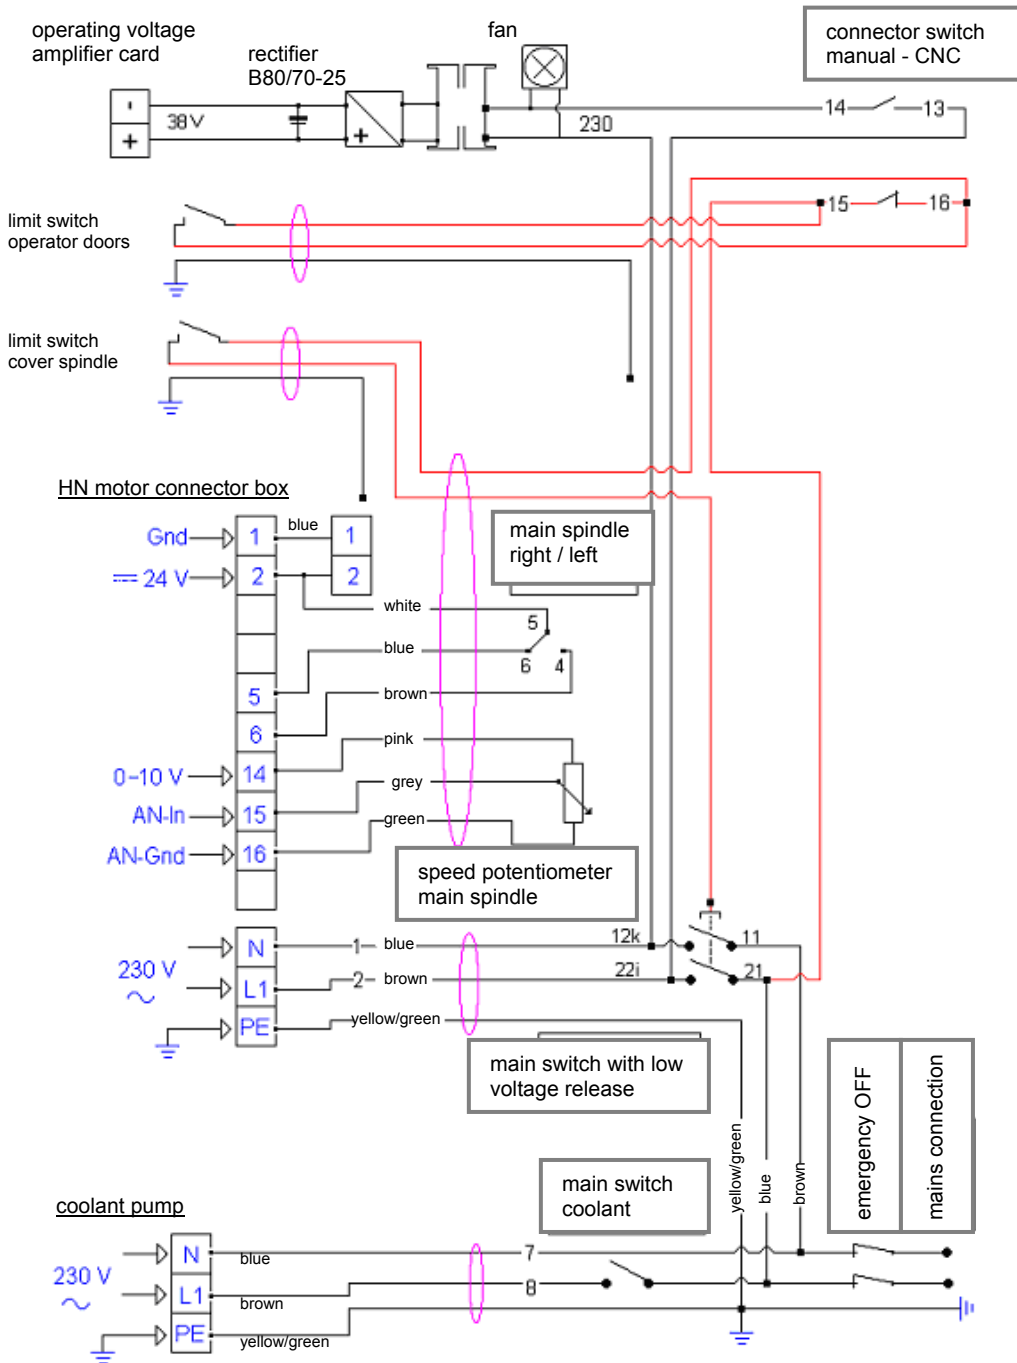 operating voltage
amplifier card
rectifier
B80/70-25
fan
connector switch
manual - CNC
-
+
38V
+
230
14
13
15
16
limit switch
operator doors
limit switch
cover spindle
HN motor connector box
main spindle
right / left
Gnd
1
blue
1
24 V
2
2
white
5
blue
6
4
5
brown
6
pink
0-10 V
14
grey
AN-In
15
green
AN-Gnd
16
speed potentiometer
main spindle
230 V
N
1
blue
12k
11
L1
2
brown
22i
21
PE
yellow/green
main switch with low
voltage release
emergency OFF
mains connection
yellow/green
blue
brown
main switch
coolant
coolant pump
230 V
N
blue
7
L1
brown
8
PE
yellow/green